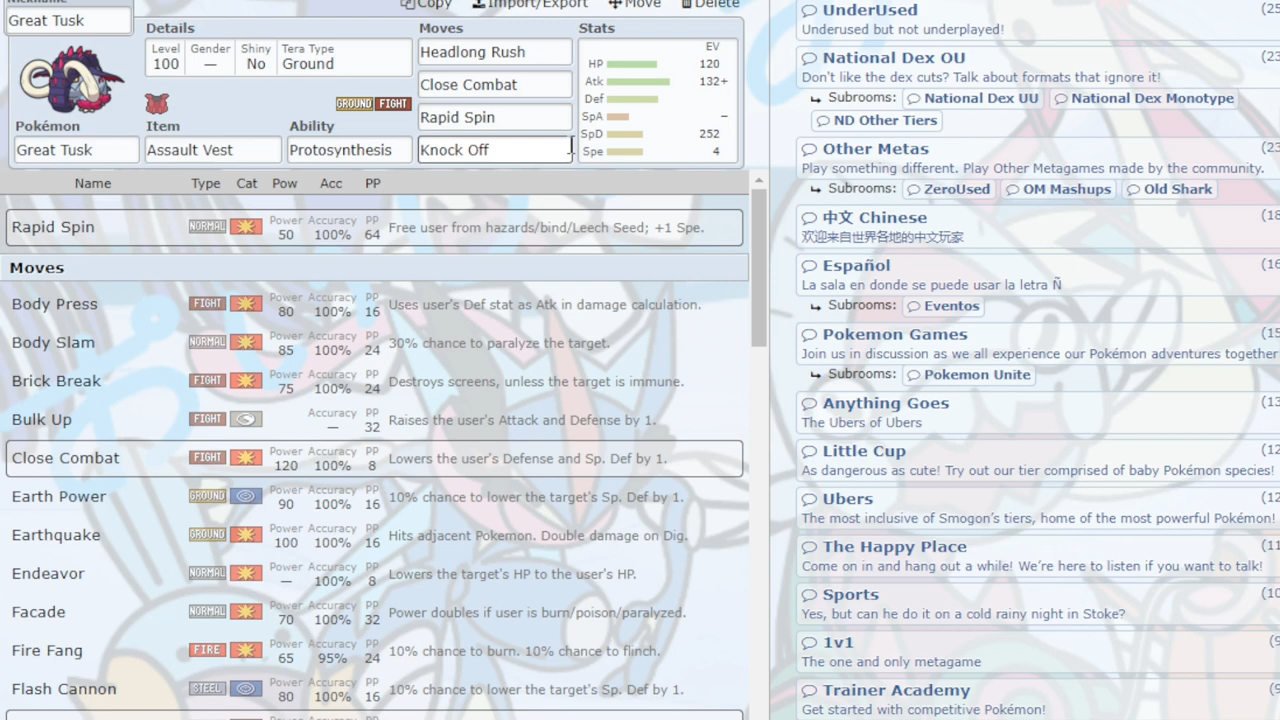 Nickname
Great Tusk
Copy Import/Export Move Delete
Details
Level Gender Shiny Tera Type
100 — No Ground
GROUND FIGHT
Pokémon Item Ability
Great Tusk Assault Vest Protosynthesis
Moves
Headlong Rush
Close Combat
Rapid Spin
Knock Off
Stats
EV
HP 120
Atk 132+
Def
SpA –
SpD 252
Spe 4
Name Type Cat Pow Acc PP
Rapid Spin NORMAL Power 50 Accuracy 100% PP 64 Free user from hazards/bind/Leech Seed; +1 Spe.
Moves
Body Press FIGHT Power 80 Accuracy 100% PP 16 Uses user's Def stat as Atk in damage calculation.
Body Slam NORMAL Power 85 Accuracy 100% PP 24 30% chance to paralyze the target.
Brick Break FIGHT Power 75 Accuracy 100% PP 24 Destroys screens, unless the target is immune.
Bulk Up FIGHT Accuracy — PP 32 Raises the user's Attack and Defense by 1.
Close Combat FIGHT Power 120 Accuracy 100% PP 8 Lowers the user's Defense and Sp. Def by 1.
Earth Power GROUND Power 90 Accuracy 100% PP 16 10% chance to lower the target's Sp. Def by 1.
Earthquake GROUND Power 100 Accuracy 100% PP 16 Hits adjacent Pokemon. Double damage on Dig.
Endeavor NORMAL Power — Accuracy 100% PP 8 Lowers the target's HP to the user's HP.
Facade NORMAL Power 70 Accuracy 100% PP 32 Power doubles if user is burn/poison/paralyzed.
Fire Fang FIRE Power 65 Accuracy 95% PP 24 10% chance to burn. 10% chance to flinch.
Flash Cannon STEEL Power 80 Accuracy 100% PP 16 10% chance to lower the target's Sp. Def by 1.
UnderUsed (25
Underused but not underplayed!
National Dex OU (23
Don't like the dex cuts? Talk about formats that ignore it!
Subrooms: National Dex UU National Dex Monotype
ND Other Tiers
Other Metas (23
Play something different. Play Other Metagames made by the community.
Subrooms: ZeroUsed OM Mashups Old Shark
中文 Chinese (18
欢迎来自世界各地的中文玩家
Español (16
La sala en donde se puede usar la letra Ñ
Subrooms: Eventos
Pokemon Games (15
Join us in discussion as we all experience our Pokémon adventures together
Subrooms: Pokemon Unite
Anything Goes (13
The Ubers of Ubers
Little Cup (12
As dangerous as cute! Try out our tier comprised of baby Pokémon species!
Ubers (12
The most inclusive of Smogon's tiers, home of the most powerful Pokémon!
The Happy Place (11
Come on in and hang out a while! We're here to listen if you want to talk!
Sports (10
Yes, but can he do it on a cold rainy night in Stoke?
1v1 (9
The one and only metagame
Trainer Academy (9
Get started with competitive Pokémon!